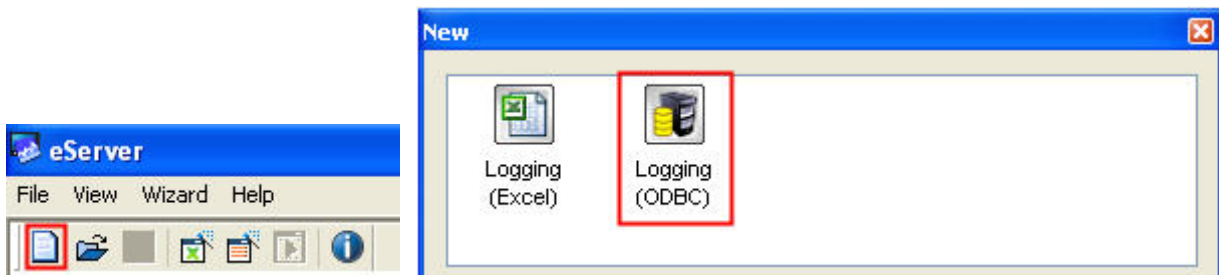 eServer
File View Wizard Help
New
Logging
(Excel)
Logging
(ODBC)